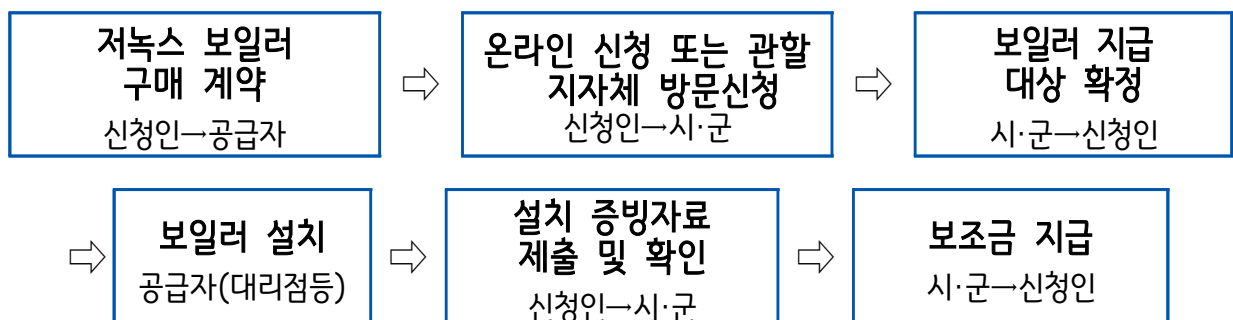 저녹스 보일러
구매 계약
신청인→공급자
⇨
온라인 신청 또는 관할
지자체 방문신청
신청인→시·군
⇨
보일러 지급
대상 확정
시·군→신청인
⇨
보일러 설치
공급자(대리점등)
⇨
설치 증빙자료
제출 및 확인
신청인→시·군
⇨
보조금 지급
시·군→신청인